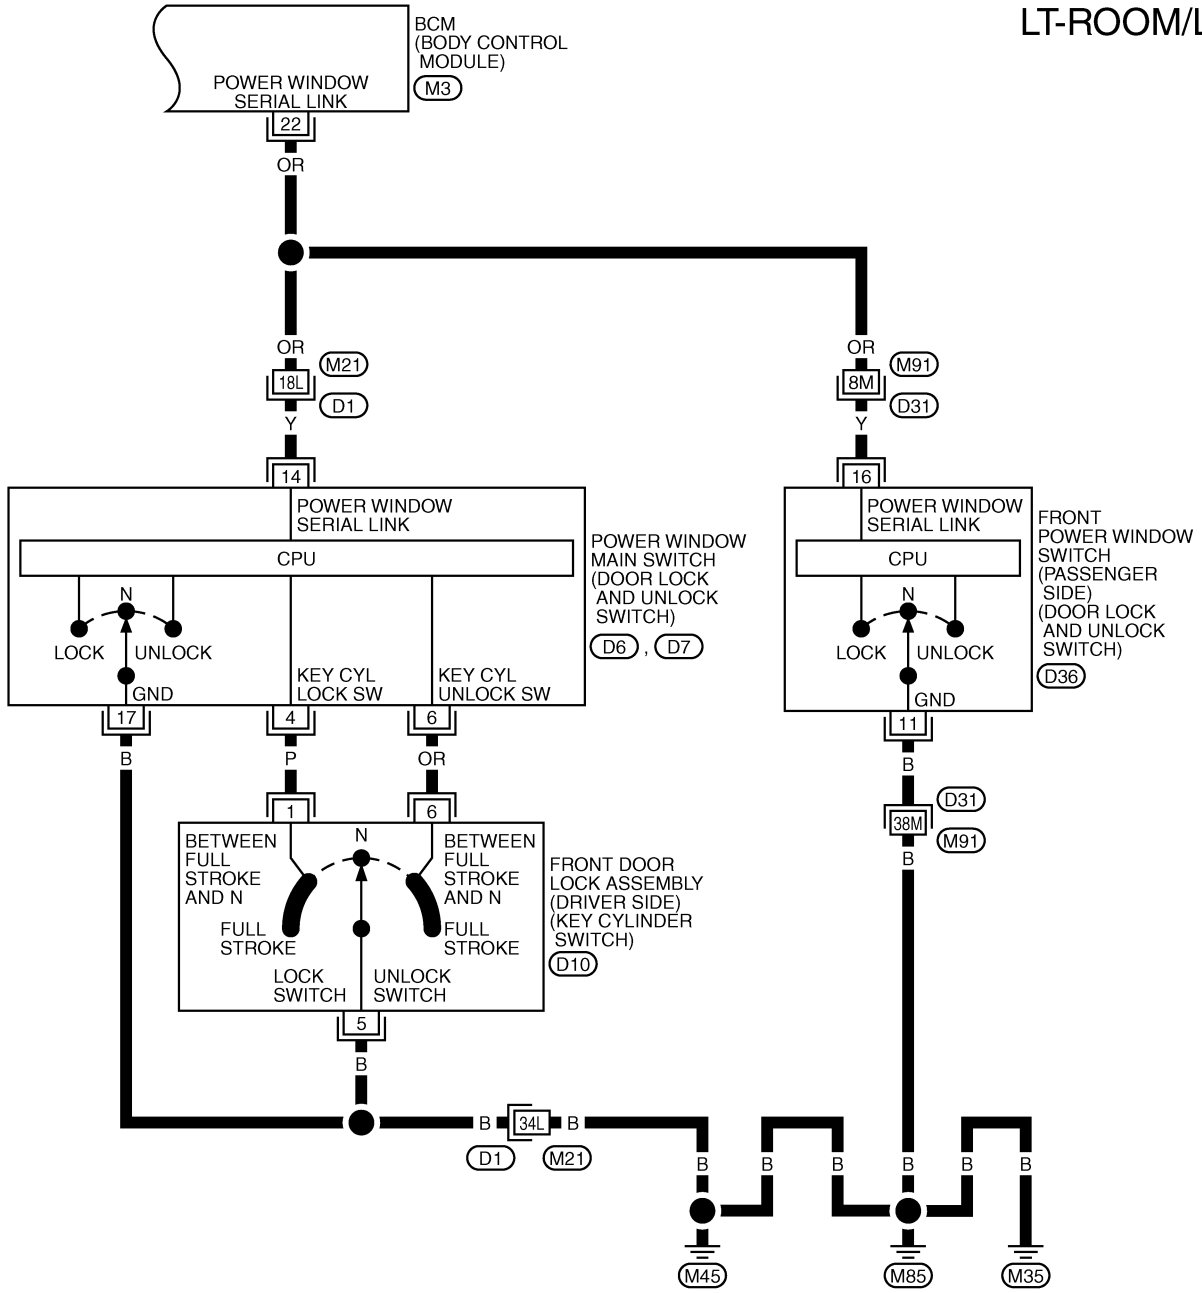 LT-ROOM/L
BCM
(BODY CONTROL
MODULE)
M3
POWER WINDOW
SERIAL LINK
22
OR
OR
M21
18L
D1
Y
OR
M91
8M
D31
Y
14
POWER WINDOW
SERIAL LINK
CPU
N
LOCK
UNLOCK
GND
KEY CYL
LOCK SW
KEY CYL
UNLOCK SW
POWER WINDOW
MAIN SWITCH
(DOOR LOCK
AND UNLOCK
SWITCH)
D6 , D7
16
POWER WINDOW
SERIAL LINK
CPU
N
LOCK
UNLOCK
GND
FRONT
POWER WINDOW
SWITCH
(PASSENGER
SIDE)
(DOOR LOCK
AND UNLOCK
SWITCH)
D36
17
4
6
11
B
P
OR
B
1
6
D31
38M
M91
B
BETWEEN
FULL
STROKE
AND N
N
BETWEEN
FULL
STROKE
AND N
FULL
STROKE
FULL
STROKE
LOCK
SWITCH
UNLOCK
SWITCH
FRONT DOOR
LOCK ASSEMBLY
(DRIVER SIDE)
(KEY CYLINDER
SWITCH)
D10
5
B
B
34L
B
D1
M21
B
B
B
B
B
B
M45
M85
M35